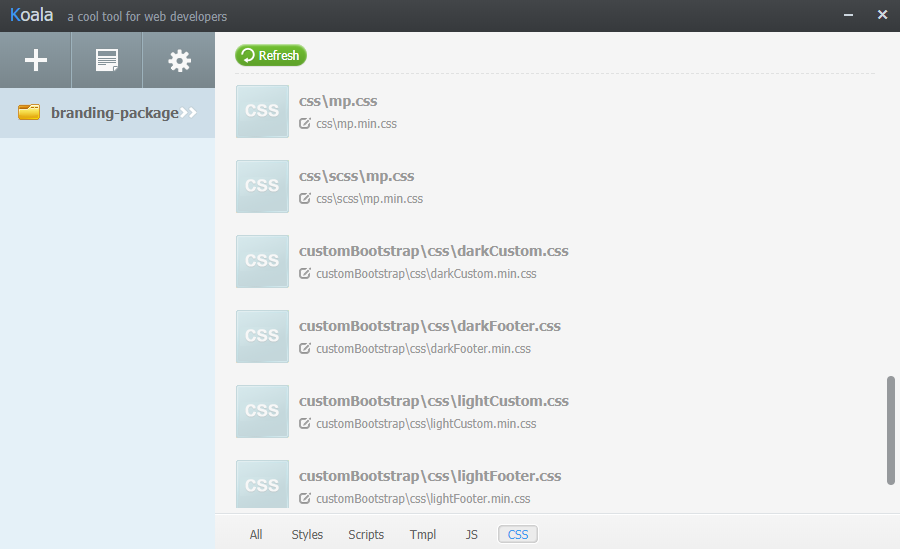 Koala a cool tool for web developers
Refresh
branding-package
CSS
css\mp.css
css\mp.min.css
CSS
css\scss\mp.css
css\scss\mp.min.css
CSS
customBootstrap\css\darkCustom.css
customBootstrap\css\darkCustom.min.css
CSS
customBootstrap\css\darkFooter.css
customBootstrap\css\darkFooter.min.css
CSS
customBootstrap\css\lightCustom.css
customBootstrap\css\lightCustom.min.css
CSS
customBootstrap\css\lightFooter.css
customBootstrap\css\lightFooter.min.css
All Styles Scripts Tmpl JS CSS